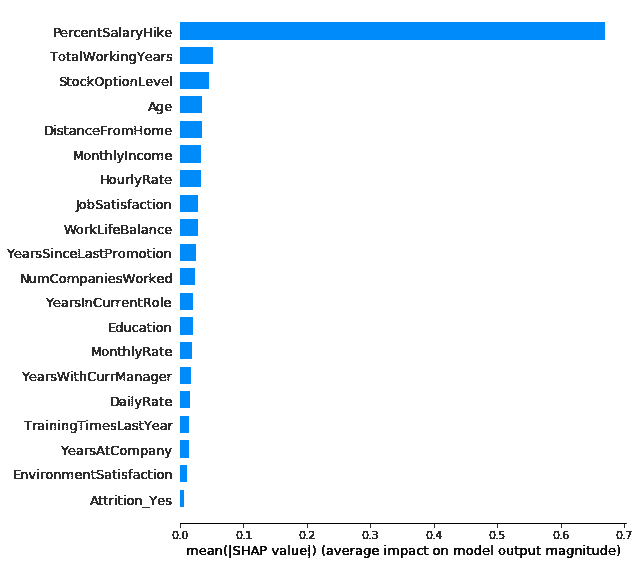 PercentSalaryHike
TotalWorkingYears
StockOptionLevel
Age
DistanceFromHome
MonthlyIncome
HourlyRate
JobSatisfaction
WorkLifeBalance
YearsSinceLastPromotion
NumCompaniesWorked
YearsInCurrentRole
Education
MonthlyRate
YearsWithCurrManager
DailyRate
TrainingTimesLastYear
YearsAtCompany
EnvironmentSatisfaction
Attrition_Yes
0.0 0.1 0.2 0.3 0.4 0.5 0.6 0.7
mean(|SHAP value|) (average impact on model output magnitude)